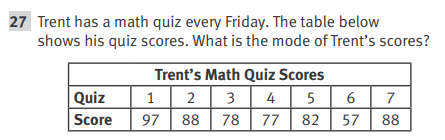 27 Trent has a math quiz every Friday. The table below
shows his quiz scores. What is the mode of Trent's scores?
Trent's Math Quiz Scores
Quiz 1 2 3 4 5 6 7
Score 97 88 78 77 82 57 88